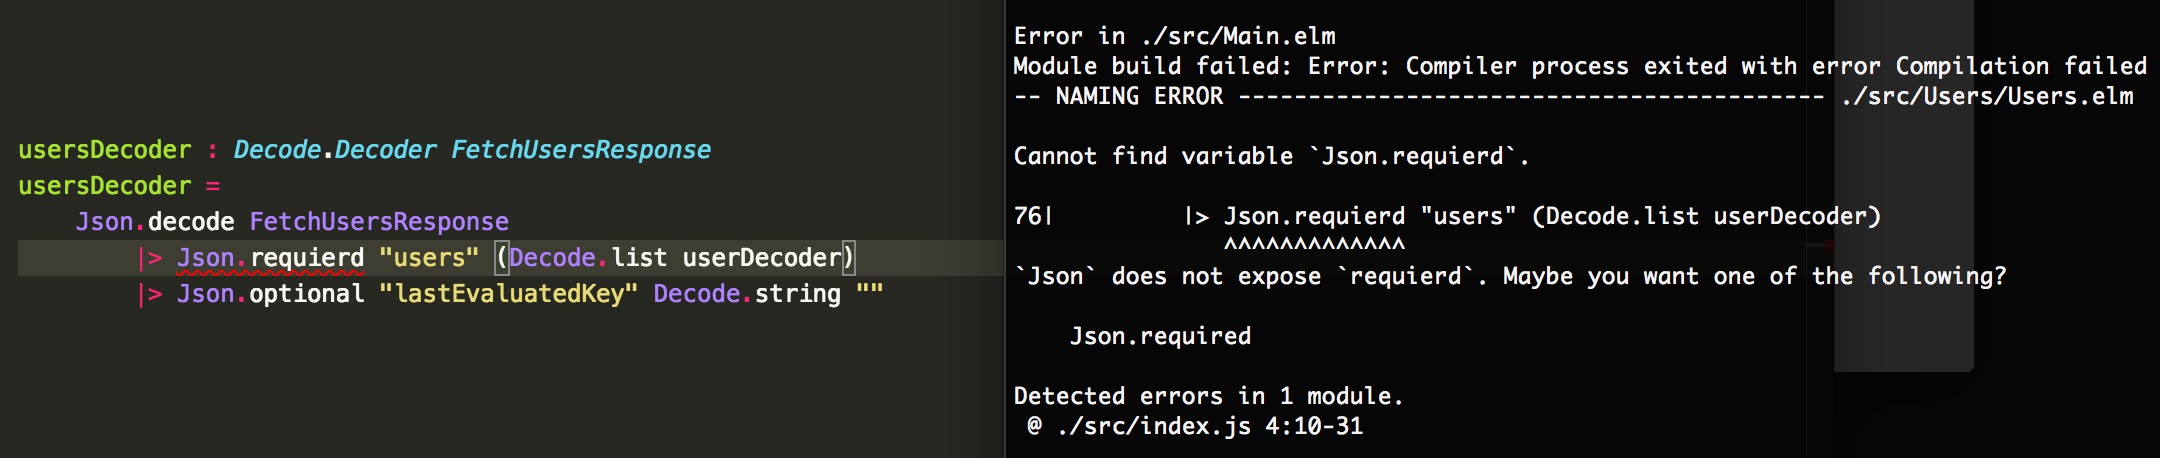 usersDecoder : Decode.Decoder FetchUsersResponse
usersDecoder =
    Json.decode FetchUsersResponse
        |> Json.requierd "users" (Decode.list userDecoder)
        |> Json.optional "lastEvaluatedKey" Decode.string ""
Error in ./src/Main.elm
Module build failed: Error: Compiler process exited with error Compilation failed
-- NAMING ERROR ------------------------------------------ ./src/Users/Users.elm
Cannot find variable `Json.requierd`.
76|         |> Json.requierd "users" (Decode.list userDecoder)
               ^^^^^^^^^^^^^
`Json` does not expose `requierd`. Maybe you want one of the following?
    Json.required
Detected errors in 1 module.
 @ ./src/index.js 4:10-31